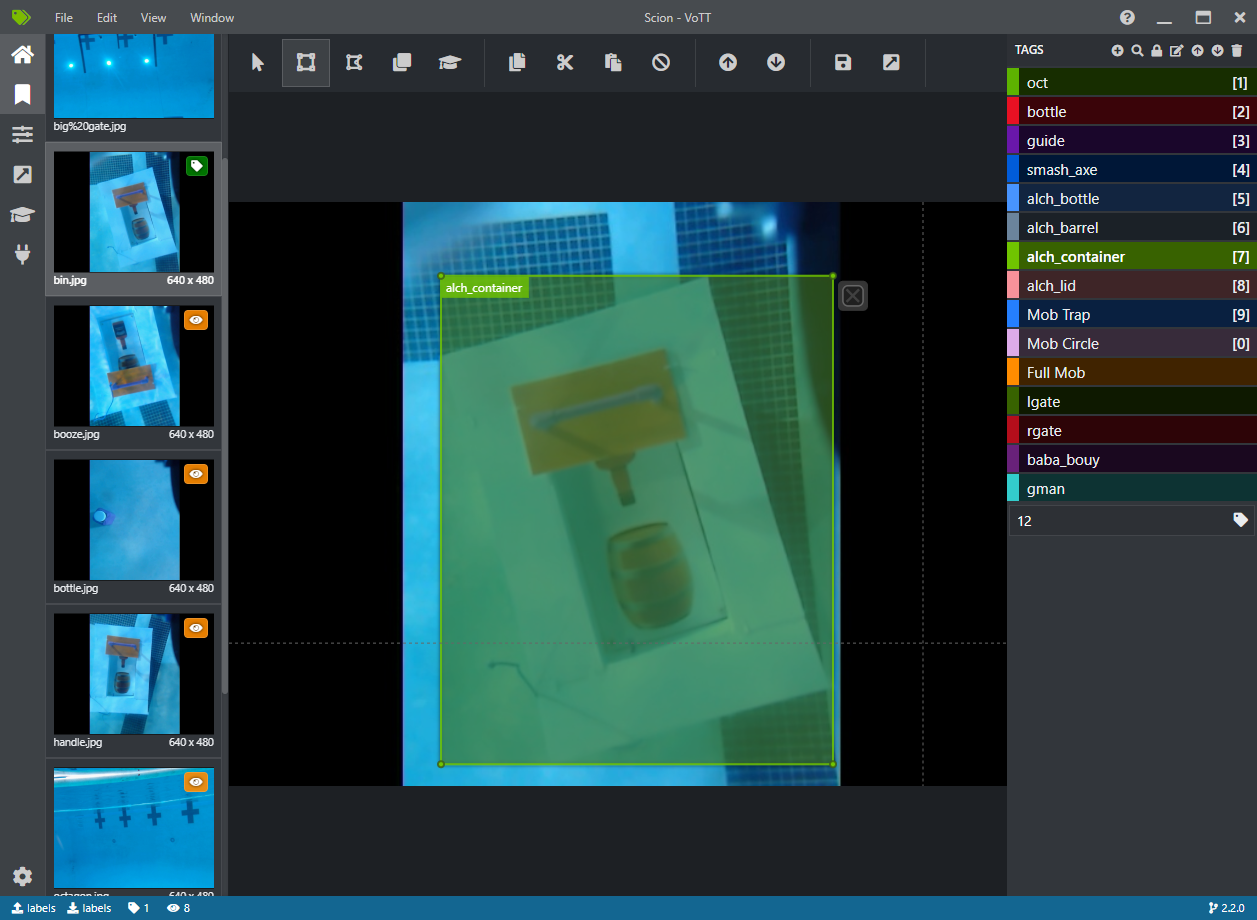 File Edit View Window Scion - VoTT
big%20gate.jpg
bin.jpg 640 x 480
booze.jpg 640 x 480
bottle.jpg 640 x 480
handle.jpg 640 x 480
octagon.jpg 640 x 480
alch_container
TAGS
oct [1]
bottle [2]
guide [3]
smash_axe [4]
alch_bottle [5]
alch_barrel [6]
alch_container [7]
alch_lid [8]
Mob Trap [9]
Mob Circle [0]
Full Mob
lgate
rgate
baba_bouy
gman
12
labels labels 1 8 2.2.0